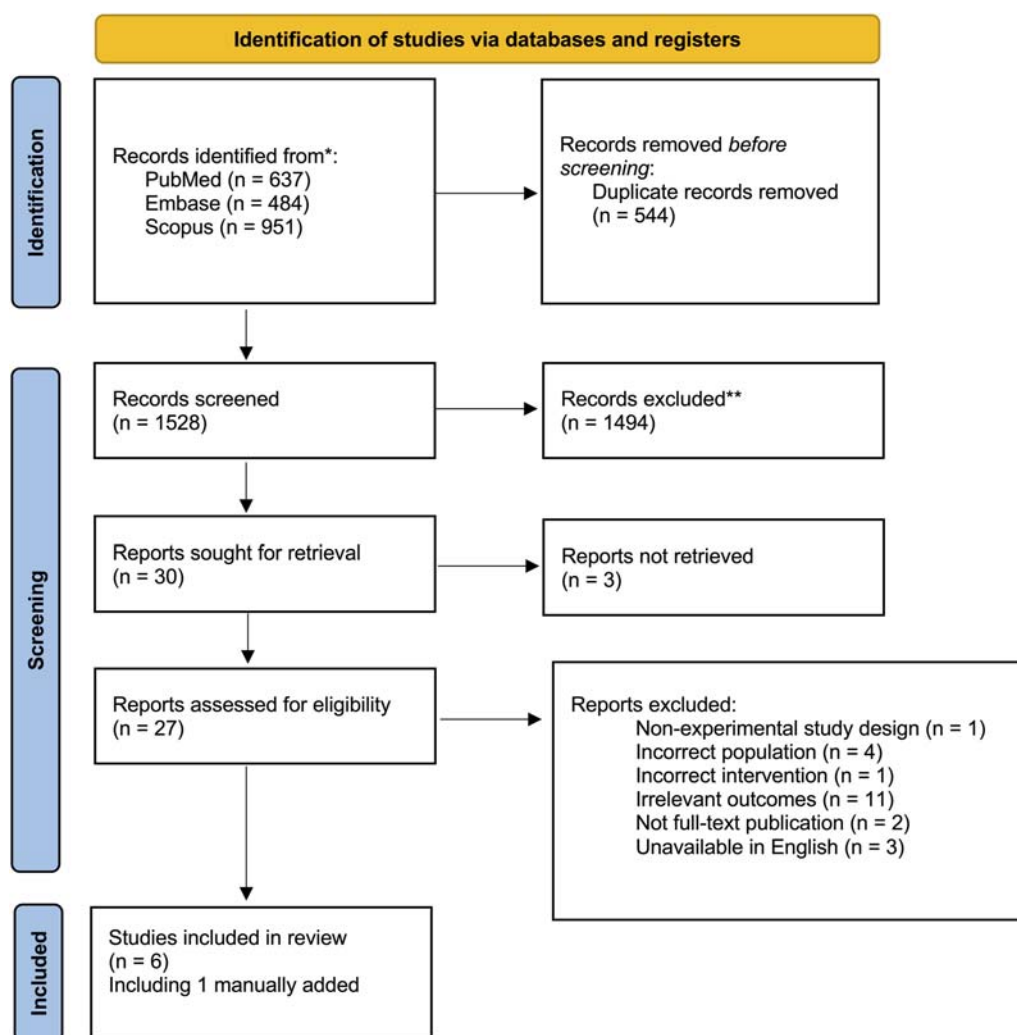 Identification of studies via databases and registers
Identification
Records identified from*:
PubMed (n = 637)
Embase (n = 484)
Scopus (n = 951)
Records removed before
screening:
Duplicate records removed
(n = 544)
Screening
Records screened
(n = 1528)
Records excluded**
(n = 1494)
Reports sought for retrieval
(n = 30)
Reports not retrieved
(n = 3)
Reports assessed for eligibility
(n = 27)
Reports excluded:
Non-experimental study design (n = 1)
Incorrect population (n = 4)
Incorrect intervention (n = 1)
Irrelevant outcomes (n = 11)
Not full-text publication (n = 2)
Unavailable in English (n = 3)
Included
Studies included in review
(n = 6)
Including 1 manually added